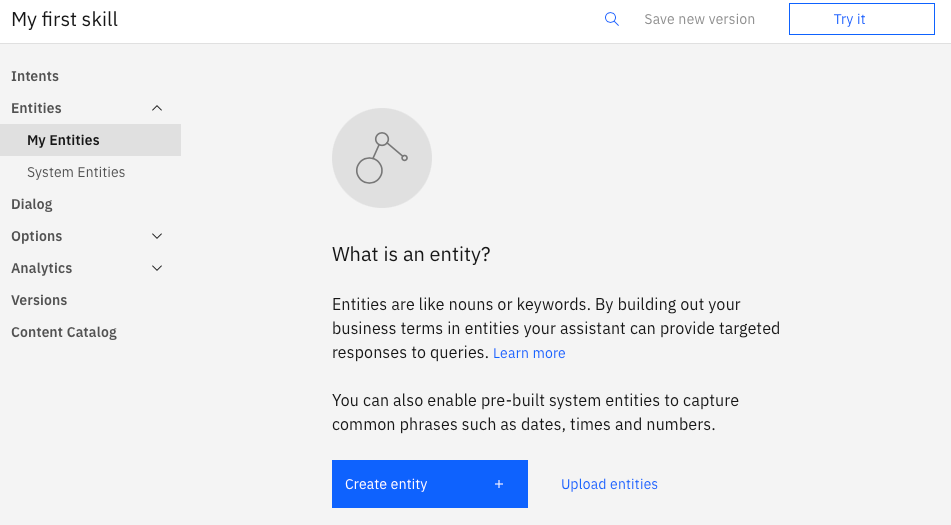 My first skill
Save new version
Try it
Intents
Entities
My Entities
System Entities
Dialog
Options
Analytics
Versions
Content Catalog
What is an entity?
Entities are like nouns or keywords. By building out your
business terms in entities your assistant can provide targeted
responses to queries. Learn more
You can also enable pre-built system entities to capture
common phrases such as dates, times and numbers.
Create entity +
Upload entities